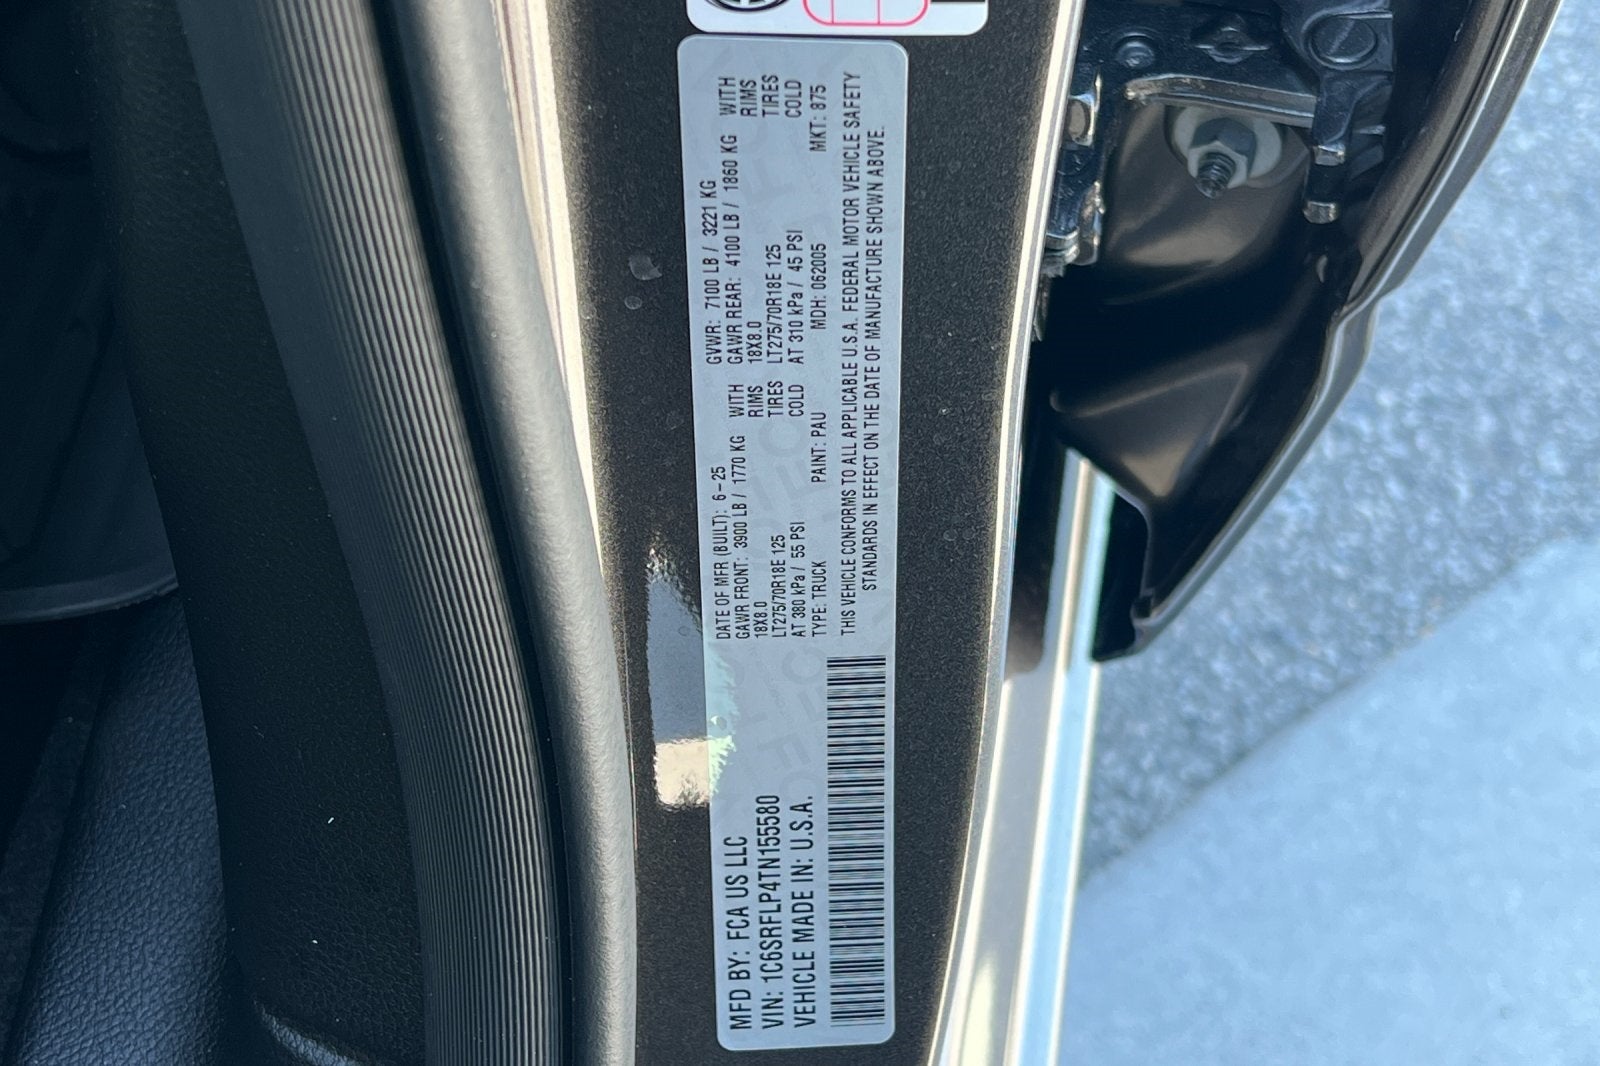 MFD BY: FCA US LLC
VIN: 1C6SRFLP4TN155580
VEHICLE MADE IN: U.S.A.
DATE OF MFR (BUILT): 6-25 GVWR: 7100 LB / 3221 KG
GAWR FRONT: 3900 LB / 1770 KG WITH GAWR REAR: 4100 LB / 1860 KG WITH
18X8.0 RIMS 18X8.0 RIMS
LT275/70R18E 125 TIRES LT275/70R18E 125 TIRES
AT 380 kPa / 55 PSI COLD AT 310 kPa / 45 PSI COLD
TYPE: TRUCK PAINT: PAU MDH: 062005 MKT: 875
THIS VEHICLE CONFORMS TO ALL APPLICABLE U.S.A. FEDERAL MOTOR VEHICLE SAFETY
STANDARDS IN EFFECT ON THE DATE OF MANUFACTURE SHOWN ABOVE.